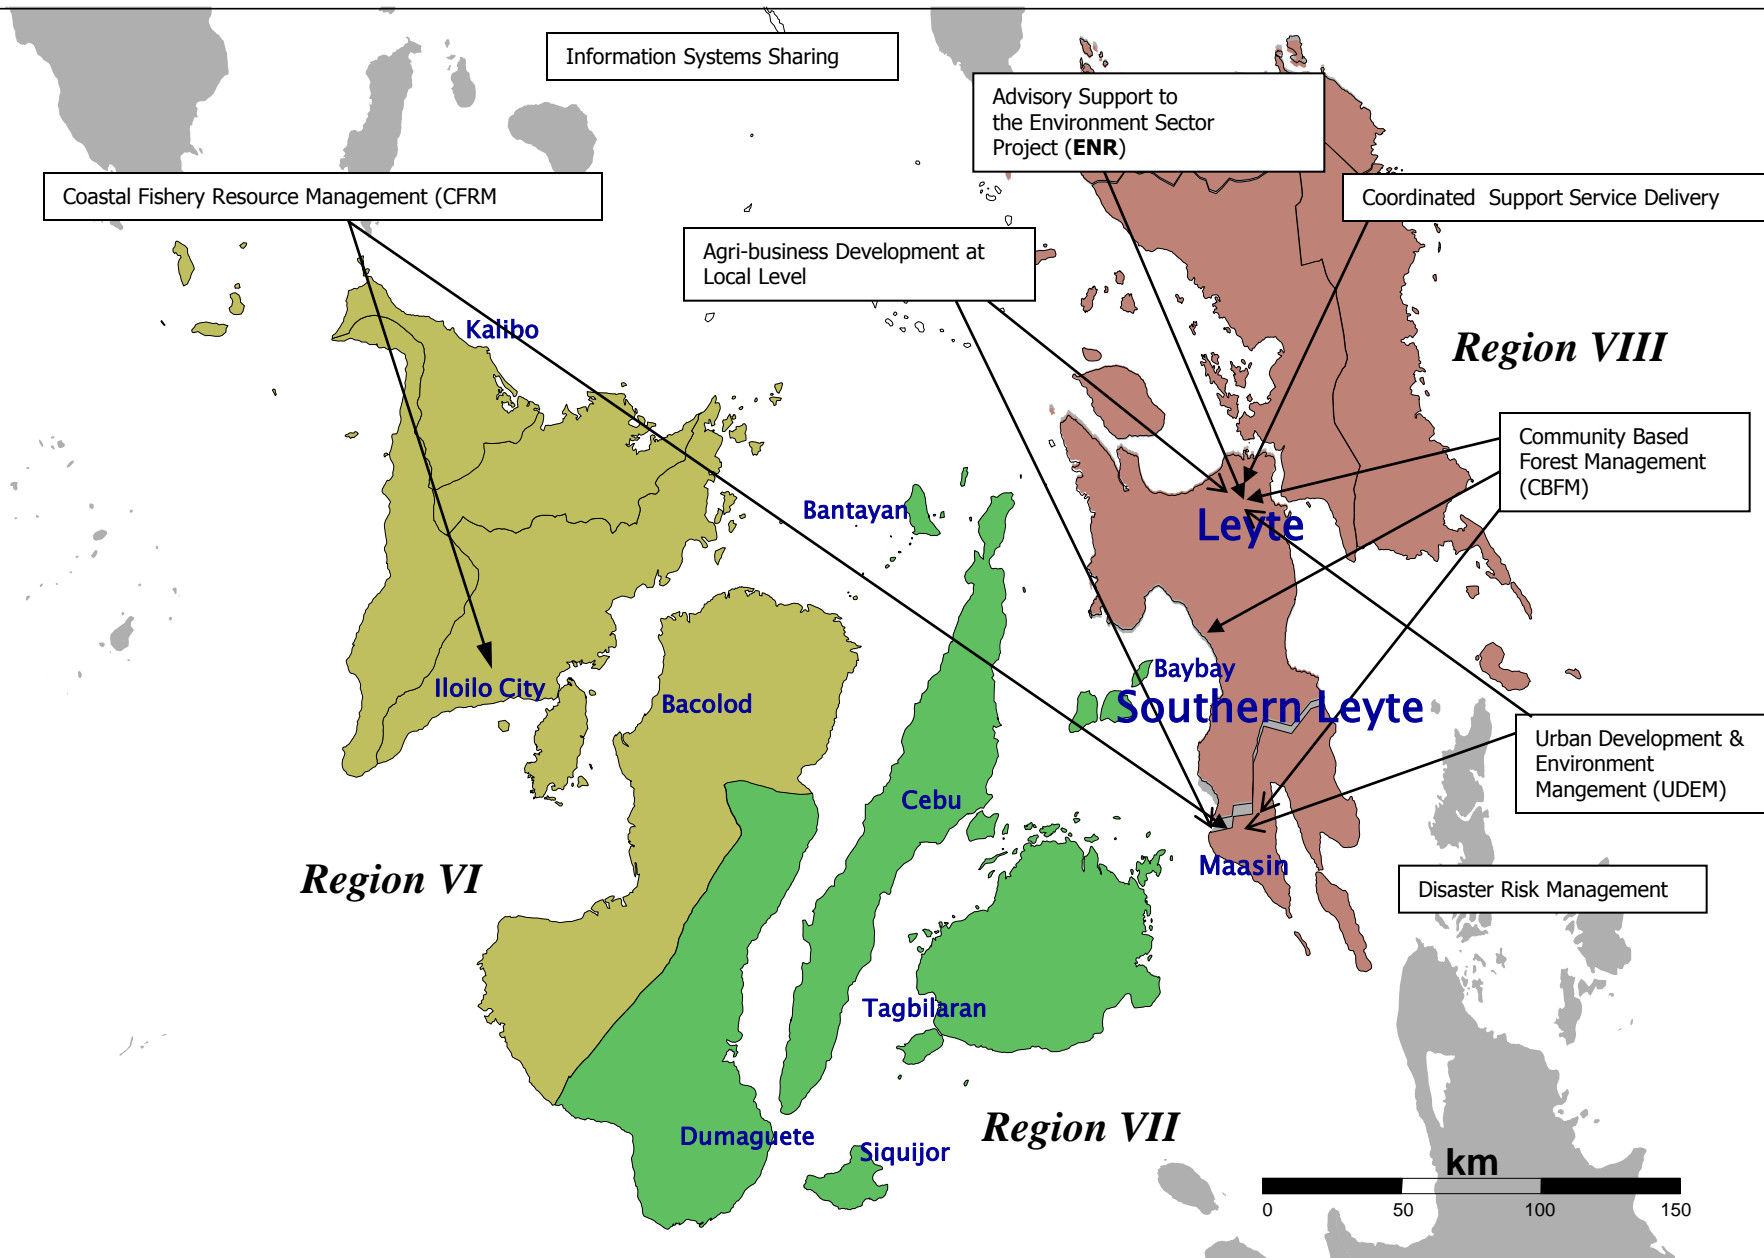 Information Systems Sharing
Advisory Support to
the Environment Sector
Project (ENR)
Coastal Fishery Resource Management (CFRM
Coordinated  Support Service Delivery
Agri-business Development at
Local Level
Kalibo
Region VIII
Community Based
Forest Management
(CBFM)
Bantayan
Leyte
Baybay
Iloilo City
Bacolod
Southern Leyte
Urban Development &
Environment
Mangement (UDEM)
Cebu
Maasin
Region VI
Disaster Risk Management
Tagbilaran
Region VII
Dumaguete
Siquijor
km
0 50 100 150